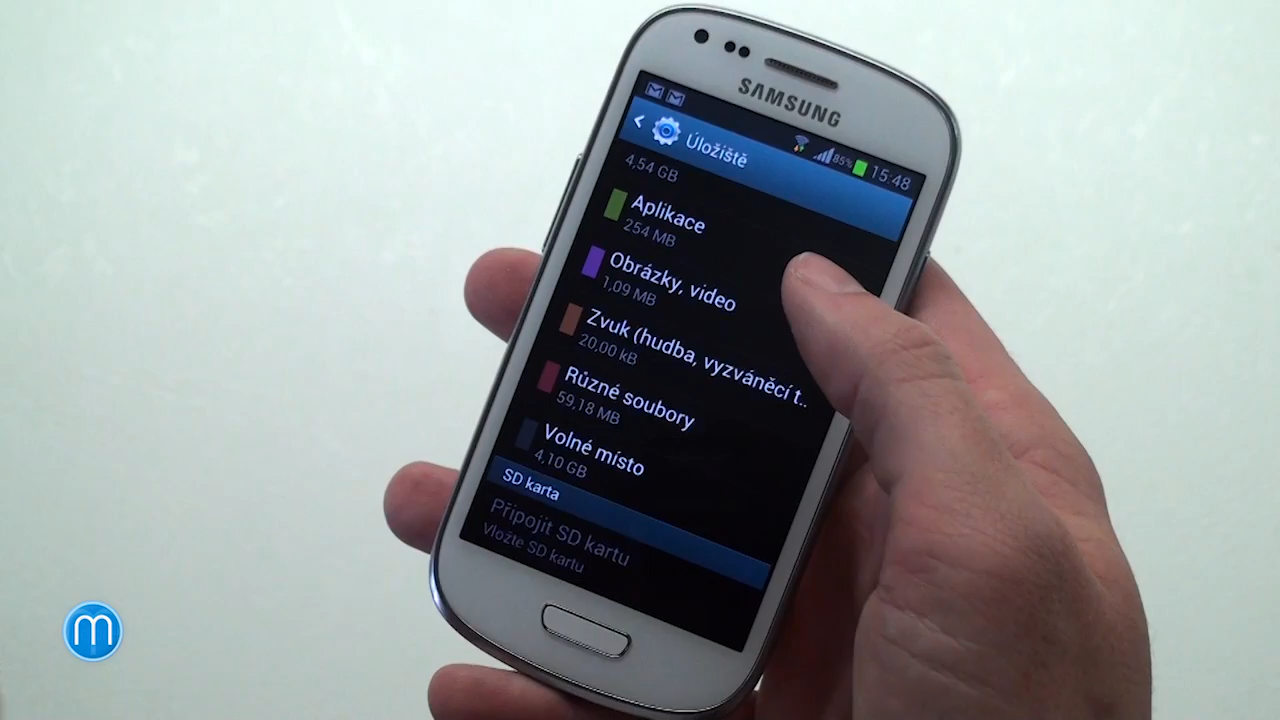 SAMSUNG
85% 15:48
Úložiště
4,54 GB
Aplikace
254 MB
Obrázky, video
1,09 MB
Zvuk (hudba, vyzváněcí t..
20,00 kB
Různé soubory
59,18 MB
Volné místo
4,10 GB
SD karta
Připojit SD kartu
Vložte SD kartu
m